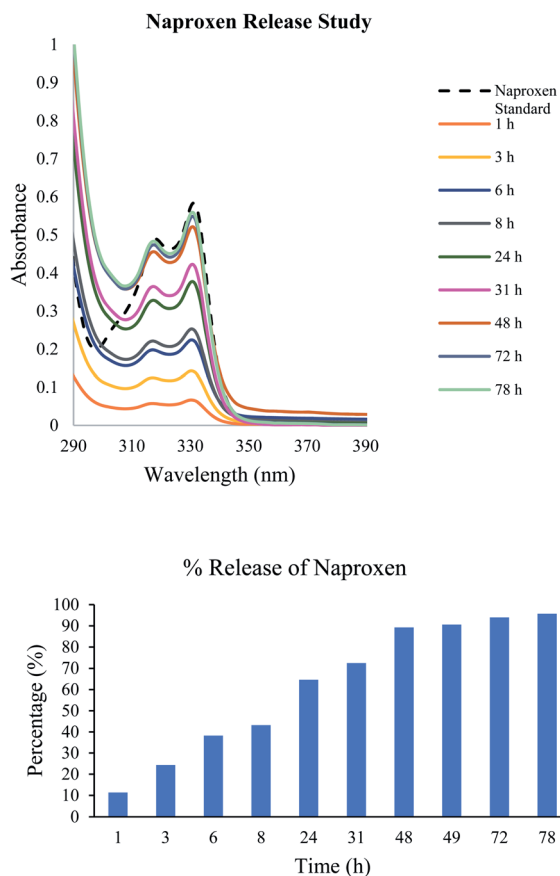 Naproxen Release Study
1
0.9
0.8
0.7
0.6
0.5
0.4
0.3
0.2
0.1
0
Absorbance
290 300 310 330 350 370 390
Wavelength (nm)
Naproxen
Standard
1 h
3 h
6 h
8 h
24 h
31 h
48 h
72 h
78 h
% Release of Naproxen
100
90
80
70
60
50
40
30
20
10
0
Percentage (%)
1 3 6 8 24 31 48 49 72 78
Time (h)